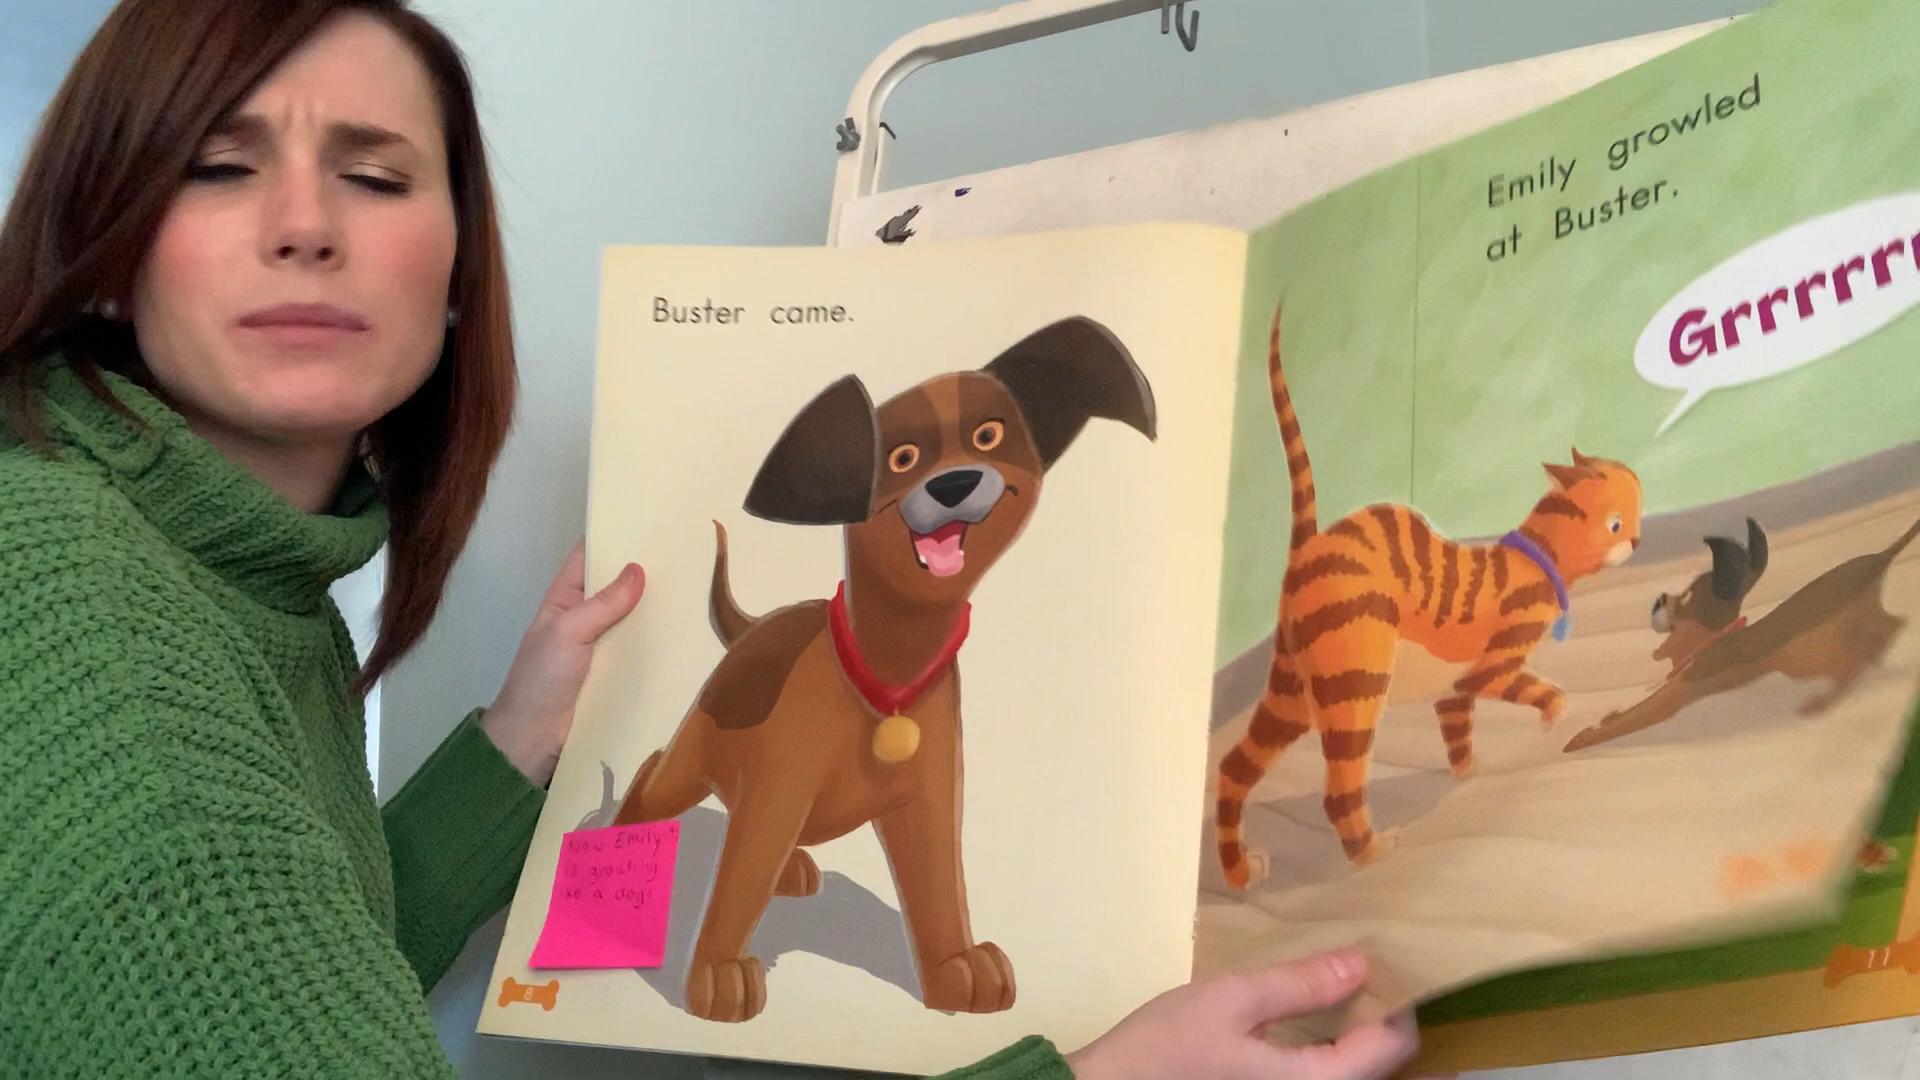 Buster came.
Emily growled
at Buster.
Grrrrr
Now Emily
is growling
like a dog!
8
11